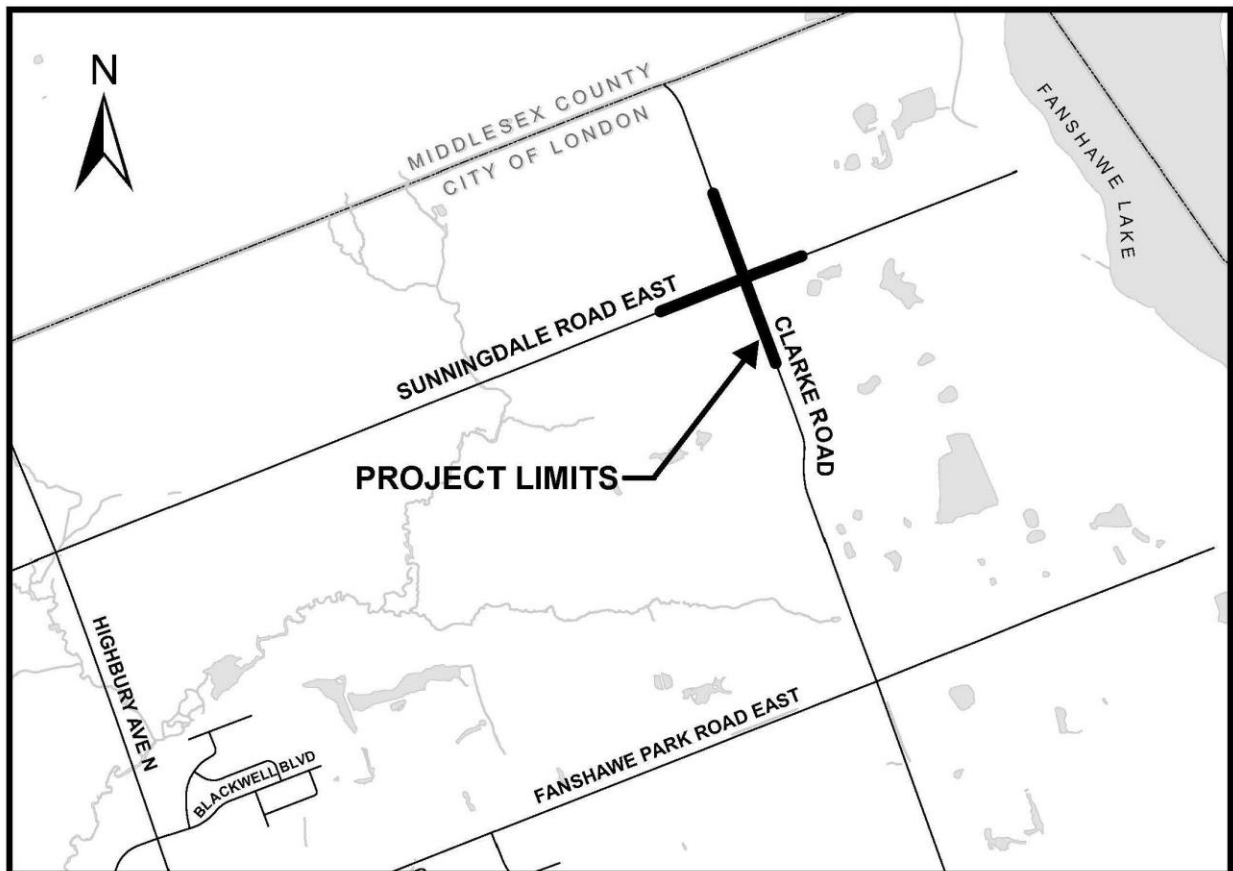 N
MIDDLESEX COUNTY
CITY OF LONDON
FANSHAWE LAKE
SUNNINGDALE ROAD EAST
CLARKE ROAD
PROJECT LIMITS
HIGHBURY AVE N
BLACKWELL BLVD
FANSHAWE PARK ROAD EAST